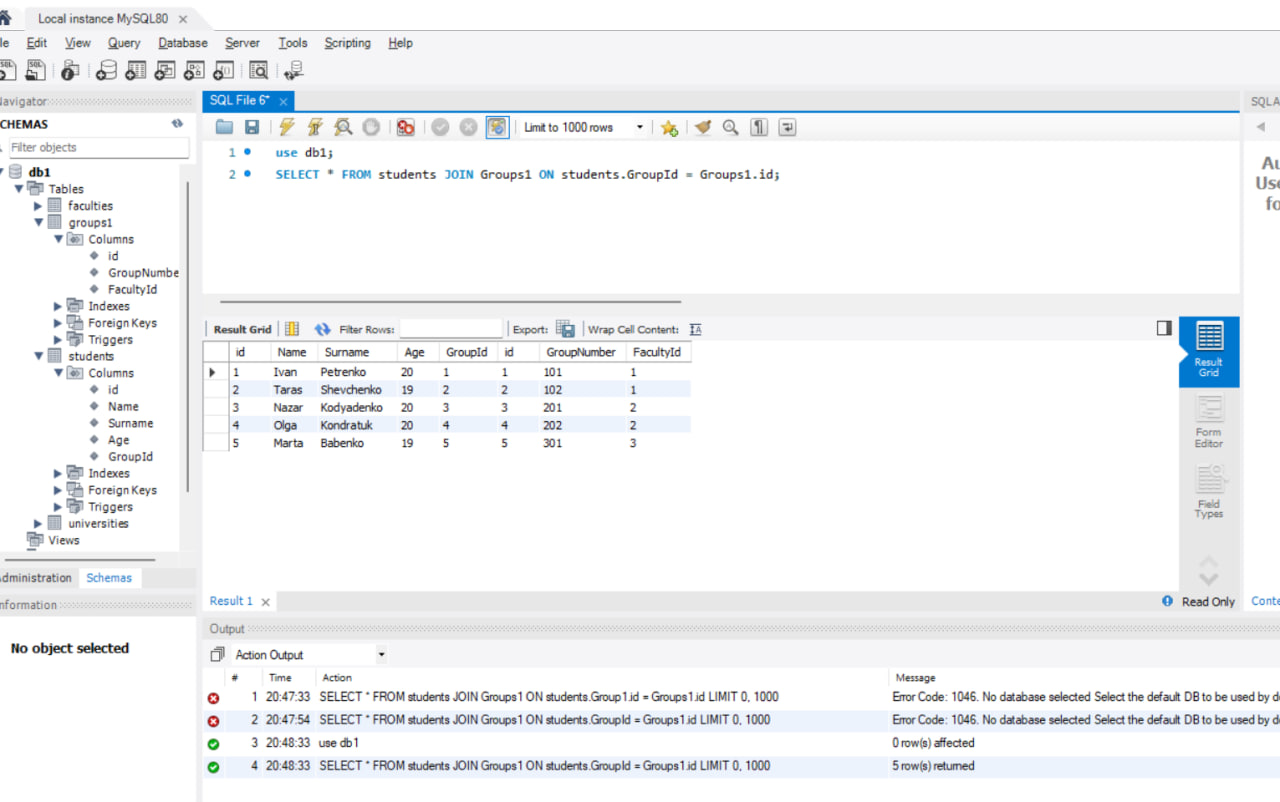 Local instance MySQL80
le Edit View Query Database Server Tools Scripting Help
Navigator
SQL File 6*
SQLA
CHEMAS
Filter objects
Limit to 1000 rows
db1
Tables
faculties
groups1
Columns
id
GroupNumbe
FacultyId
Indexes
Foreign Keys
Triggers
students
Columns
id
Name
Surname
Age
GroupId
Indexes
Foreign Keys
Triggers
universities
Views
dministration Schemas
nformation
No object selected
1 use db1;
2 SELECT * FROM students JOIN Groups1 ON students.GroupId = Groups1.id;
Au
Use
fo
Result Grid Filter Rows: Export: Wrap Cell Content:
id Name Surname Age GroupId id GroupNumber FacultyId
1 Ivan Petrenko 20 1 1 101 1
2 Taras Shevchenko 19 2 2 102 1
3 Nazar Kodyadenko 20 3 3 201 2
4 Olga Kondratuk 20 4 4 202 2
5 Marta Babenko 19 5 5 301 3
Result
Grid
Form
Editor
Field
Types
Result 1
Read Only
Conte
Output
Action Output
# Time Action Message
1 20:47:33 SELECT * FROM students JOIN Groups1 ON students.Group1.id = Groups1.id LIMIT 0, 1000 Error Code: 1046. No database selected Select the default DB to be used by d
2 20:47:54 SELECT * FROM students JOIN Groups1 ON students.GroupId = Groups1.id LIMIT 0, 1000 Error Code: 1046. No database selected Select the default DB to be used by d
3 20:48:33 use db1 0 row(s) affected
4 20:48:33 SELECT * FROM students JOIN Groups1 ON students.GroupId = Groups1.id LIMIT 0, 1000 5 row(s) returned